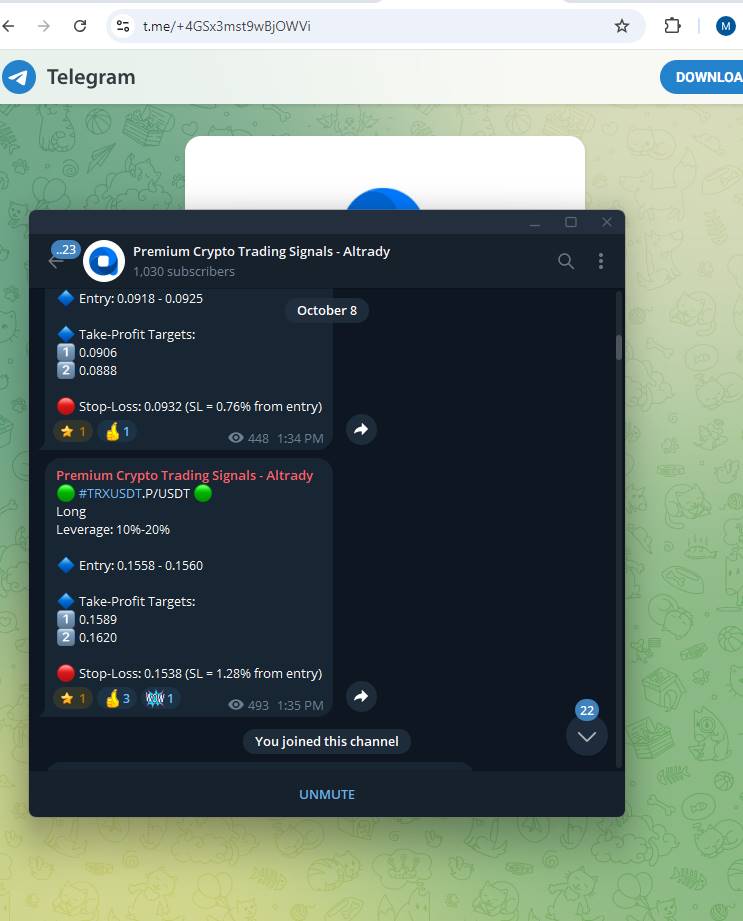 t.me/+4GSx3mst9wBjOWVi
M
Telegram
DOWNLOA
..23
Premium Crypto Trading Signals - Altrady
1,030 subscribers
October 8
Entry: 0.0918 - 0.0925
Take-Profit Targets:
1 0.0906
2 0.0888
Stop-Loss: 0.0932 (SL = 0.76% from entry)
1 1
448 1:34 PM
Premium Crypto Trading Signals - Altrady
#TRXUSDT.P/USDT
Long
Leverage: 10%-20%
Entry: 0.1558 - 0.1560
Take-Profit Targets:
1 0.1589
2 0.1620
Stop-Loss: 0.1538 (SL = 1.28% from entry)
1 3 WOW 1
493 1:35 PM
22
You joined this channel
UNMUTE